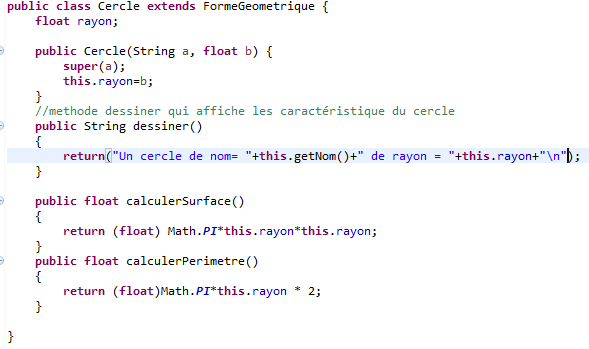 public class Cercle extends FormeGeometrique {
float rayon;
public Cercle(String a, float b) {
super(a);
this.rayon=b;
}
//methode dessiner qui affiche les caractéristique du cercle
public String dessiner()
{
return("Un cercle de nom= "+this.getNom()+" de rayon = "+this.rayon+"\n");
}
public float calculerSurface()
{
return (float) Math.PI*this.rayon*this.rayon;
}
public float calculerPerimetre()
{
return (float)Math.PI*this.rayon * 2;
}
}